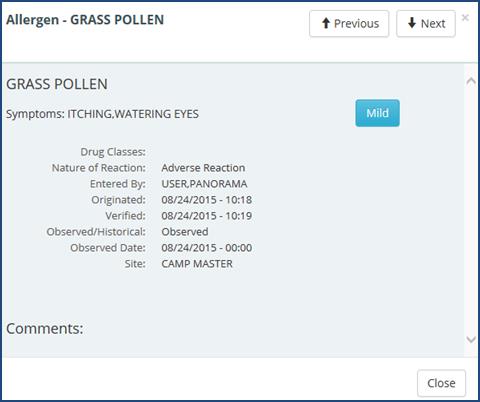 Allergen - GRASS POLLEN
Previous
Next
×
GRASS POLLEN
Symptoms: ITCHING,WATERING EYES
Mild
Drug Classes:
Nature of Reaction: Adverse Reaction
Entered By: USER,PANORAMA
Originated: 08/24/2015 - 10:18
Verified: 08/24/2015 - 10:19
Observed/Historical: Observed
Observed Date: 08/24/2015 - 00:00
Site: CAMP MASTER
Comments:
Close